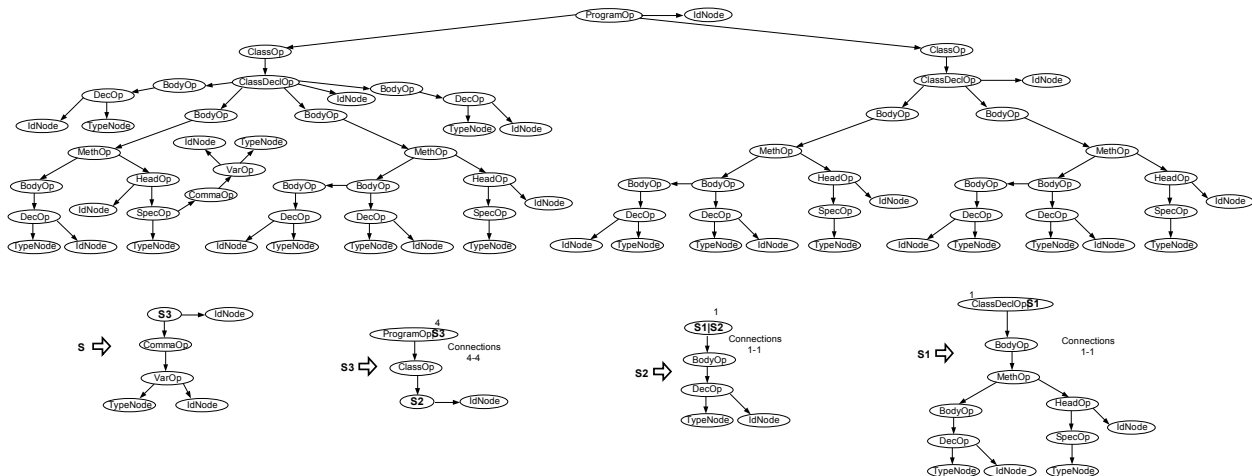 ProgramOp IdNode
ClassOp ClassOp
BodyOp ClassDeclOp BodyOp ClassDeclOp IdNode
DecOp IdNode DecOp
BodyOp BodyOp BodyOp BodyOp
IdNode TypeNode IdNode TypeNode TypeNode IdNode
MethOp MethOp MethOp MethOp
VarOp
BodyOp HeadOp BodyOp BodyOp HeadOp BodyOp BodyOp HeadOp BodyOp BodyOp HeadOp
CommaOp
IdNode IdNode IdNode IdNode
DecOp SpecOp DecOp DecOp SpecOp DecOp DecOp SpecOp DecOp DecOp SpecOp
TypeNode IdNode TypeNode IdNode TypeNode TypeNode IdNode TypeNode IdNode TypeNode TypeNode IdNode TypeNode IdNode TypeNode TypeNode IdNode TypeNode
S
S3 IdNode
CommaOp
VarOp
TypeNode IdNode
S3
4
ProgramOp|S3
Connections
4-4
ClassOp
S2 IdNode
S2
1
S1|S2
Connections
1-1
BodyOp
DecOp
TypeNode IdNode
S1
1
ClassDeclOp|S1
Connections
1-1
BodyOp
MethOp
BodyOp HeadOp
IdNode
DecOp SpecOp
TypeNode IdNode TypeNode